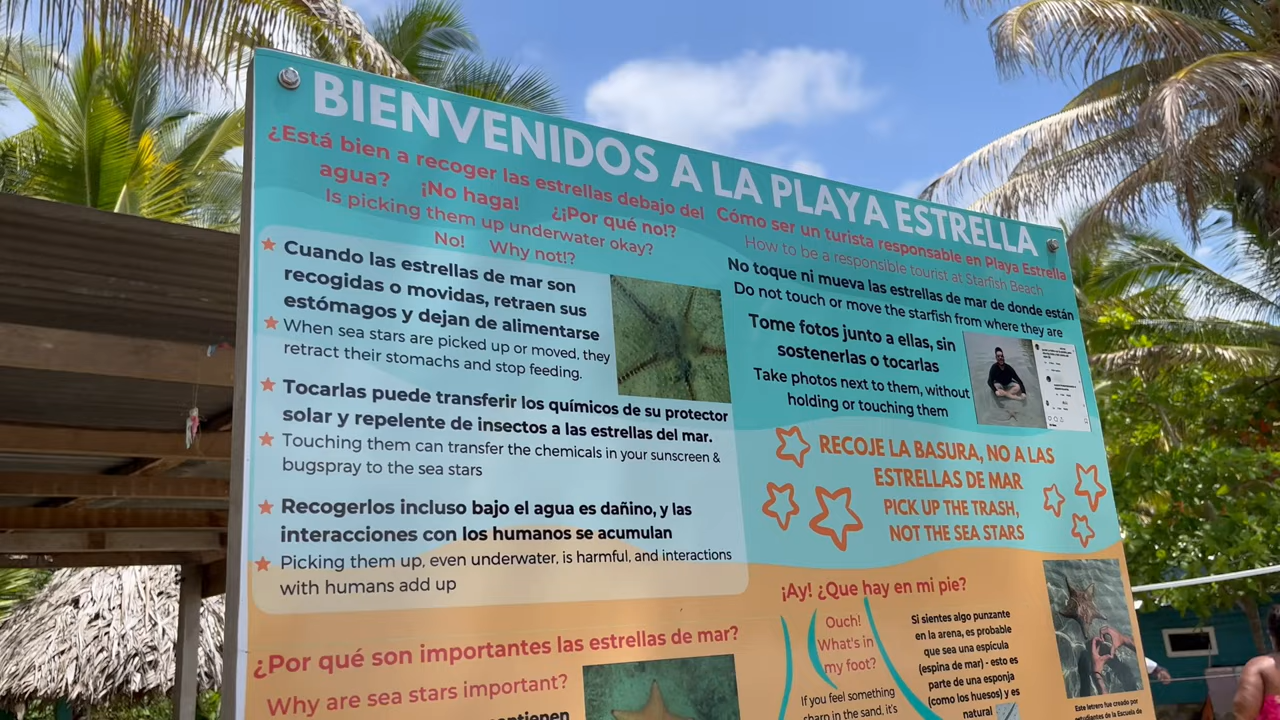 BIENVENIDOS A LA PLAYA ESTRELLA
¿Está bien a recoger las estrellas debajo del
agua? ¡No haga! ¿¡Por qué no!?
Is picking them up underwater okay?
No! Why not!?
★ Cuando las estrellas de mar son
recogidas o movidas, retraen sus
estómagos y dejan de alimentarse
★ When sea stars are picked up or moved, they
retract their stomachs and stop feeding.
★ Tocarlas puede transferir los químicos de su protector
solar y repelente de insectos a las estrellas del mar.
★ Touching them can transfer the chemicals in your sunscreen &
bugspray to the sea stars
★ Recogerlos incluso bajo el agua es dañino, y las
interacciones con los humanos se acumulan
★ Picking them up, even underwater, is harmful, and interactions
with humans add up
¿Por qué son importantes las estrellas de mar?
Why are sea stars important?
Cómo ser un turista responsable en Playa Estrella
How to be a responsible tourist at Starfish Beach
No toque ni mueva las estrellas de mar de donde están
Do not touch or move the starfish from where they are
Tome fotos junto a ellas, sin
sostenerlas o tocarlas
Take photos next to them, without
holding or touching them
RECOJE LA BASURA, NO A LAS
ESTRELLAS DE MAR
PICK UP THE TRASH,
NOT THE SEA STARS
¡Ay! ¿Que hay en mi pie?
Ouch!
What's in
my foot?
If you feel something
sharp in the sand, it's
Si sientes algo punzante
en la arena, es probable
que sea una espicula
(espina de mar) - esto es
parte de una esponja
(como los huesos) y es
natural
Este letrero fue creado por
estudiantes de la Escuela de